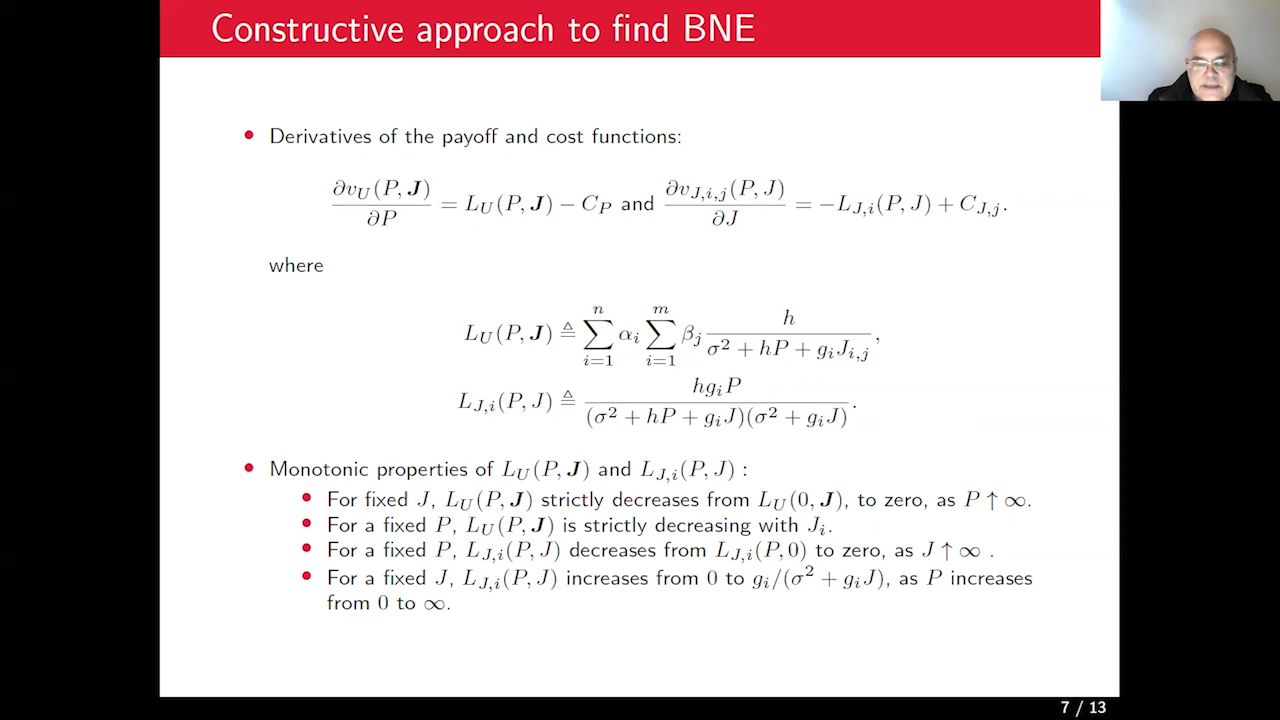 Constructive approach to find BNE
• Derivatives of the payoff and cost functions:
∂v_U(P, J)/∂P = L_U(P, J) − C_P and ∂v_{J,i,j}(P, J)/∂J = −L_{J,i}(P, J) + C_{J,j}.
where
L_U(P, J) ≜ ∑_{i=1}^{n} α_i ∑_{i=1}^{m} β_j h/(σ² + hP + g_i J_{i,j}),
L_{J,i}(P, J) ≜ hg_i P/((σ² + hP + g_i J)(σ² + g_i J)).
• Monotonic properties of L_U(P, J) and L_{J,i}(P, J) :
• For fixed J, L_U(P, J) strictly decreases from L_U(0, J), to zero, as P ↑ ∞.
• For a fixed P, L_U(P, J) is strictly decreasing with J_i.
• For a fixed P, L_{J,i}(P, J) decreases from L_{J,i}(P, 0) to zero, as J ↑ ∞ .
• For a fixed J, L_{J,i}(P, J) increases from 0 to g_i/(σ² + g_i J), as P increases
from 0 to ∞.
7 / 13